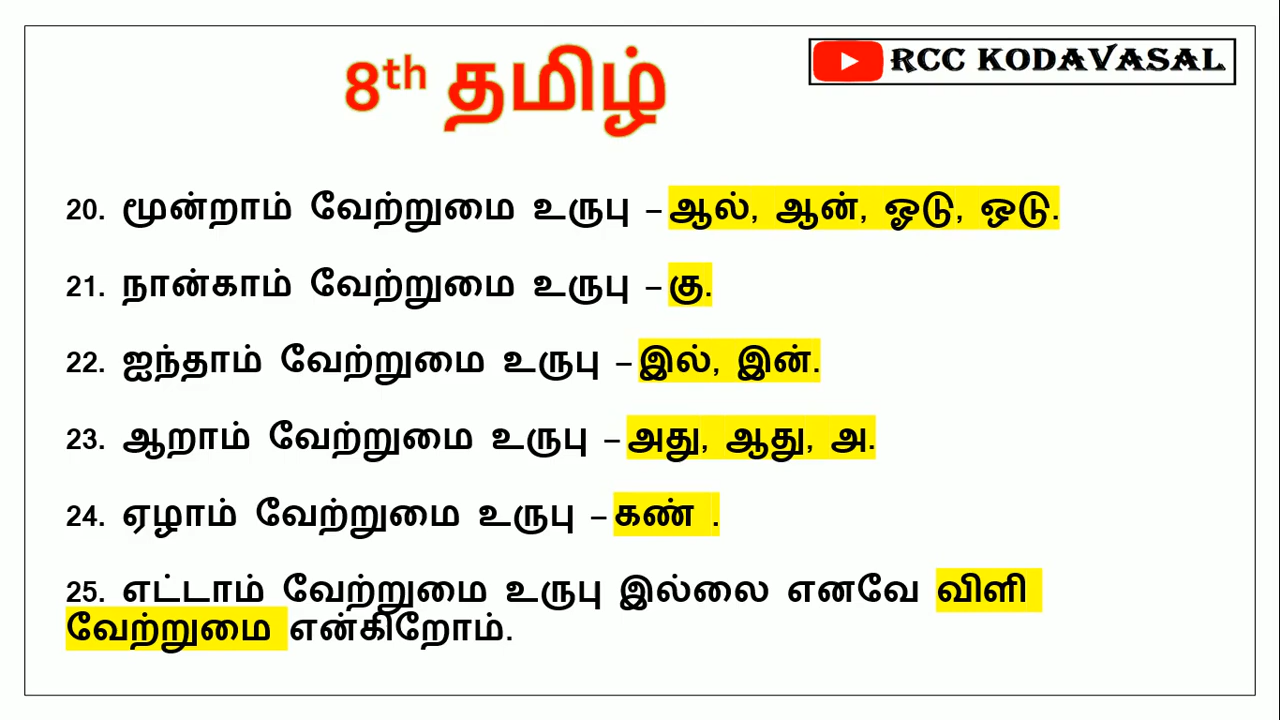 8th தமிழ்
RCC KODAVASAL
20. மூன்றாம் வேற்றுமை உருபு – ஆல், ஆன், ஓடு, ஒடு.
21. நான்காம் வேற்றுமை உருபு – கு.
22. ஐந்தாம் வேற்றுமை உருபு – இல், இன்.
23. ஆறாம் வேற்றுமை உருபு – அது, ஆது, அ.
24. ஏழாம் வேற்றுமை உருபு – கண் .
25. எட்டாம் வேற்றுமை உருபு இல்லை எனவே விளி
வேற்றுமை என்கிறோம்.